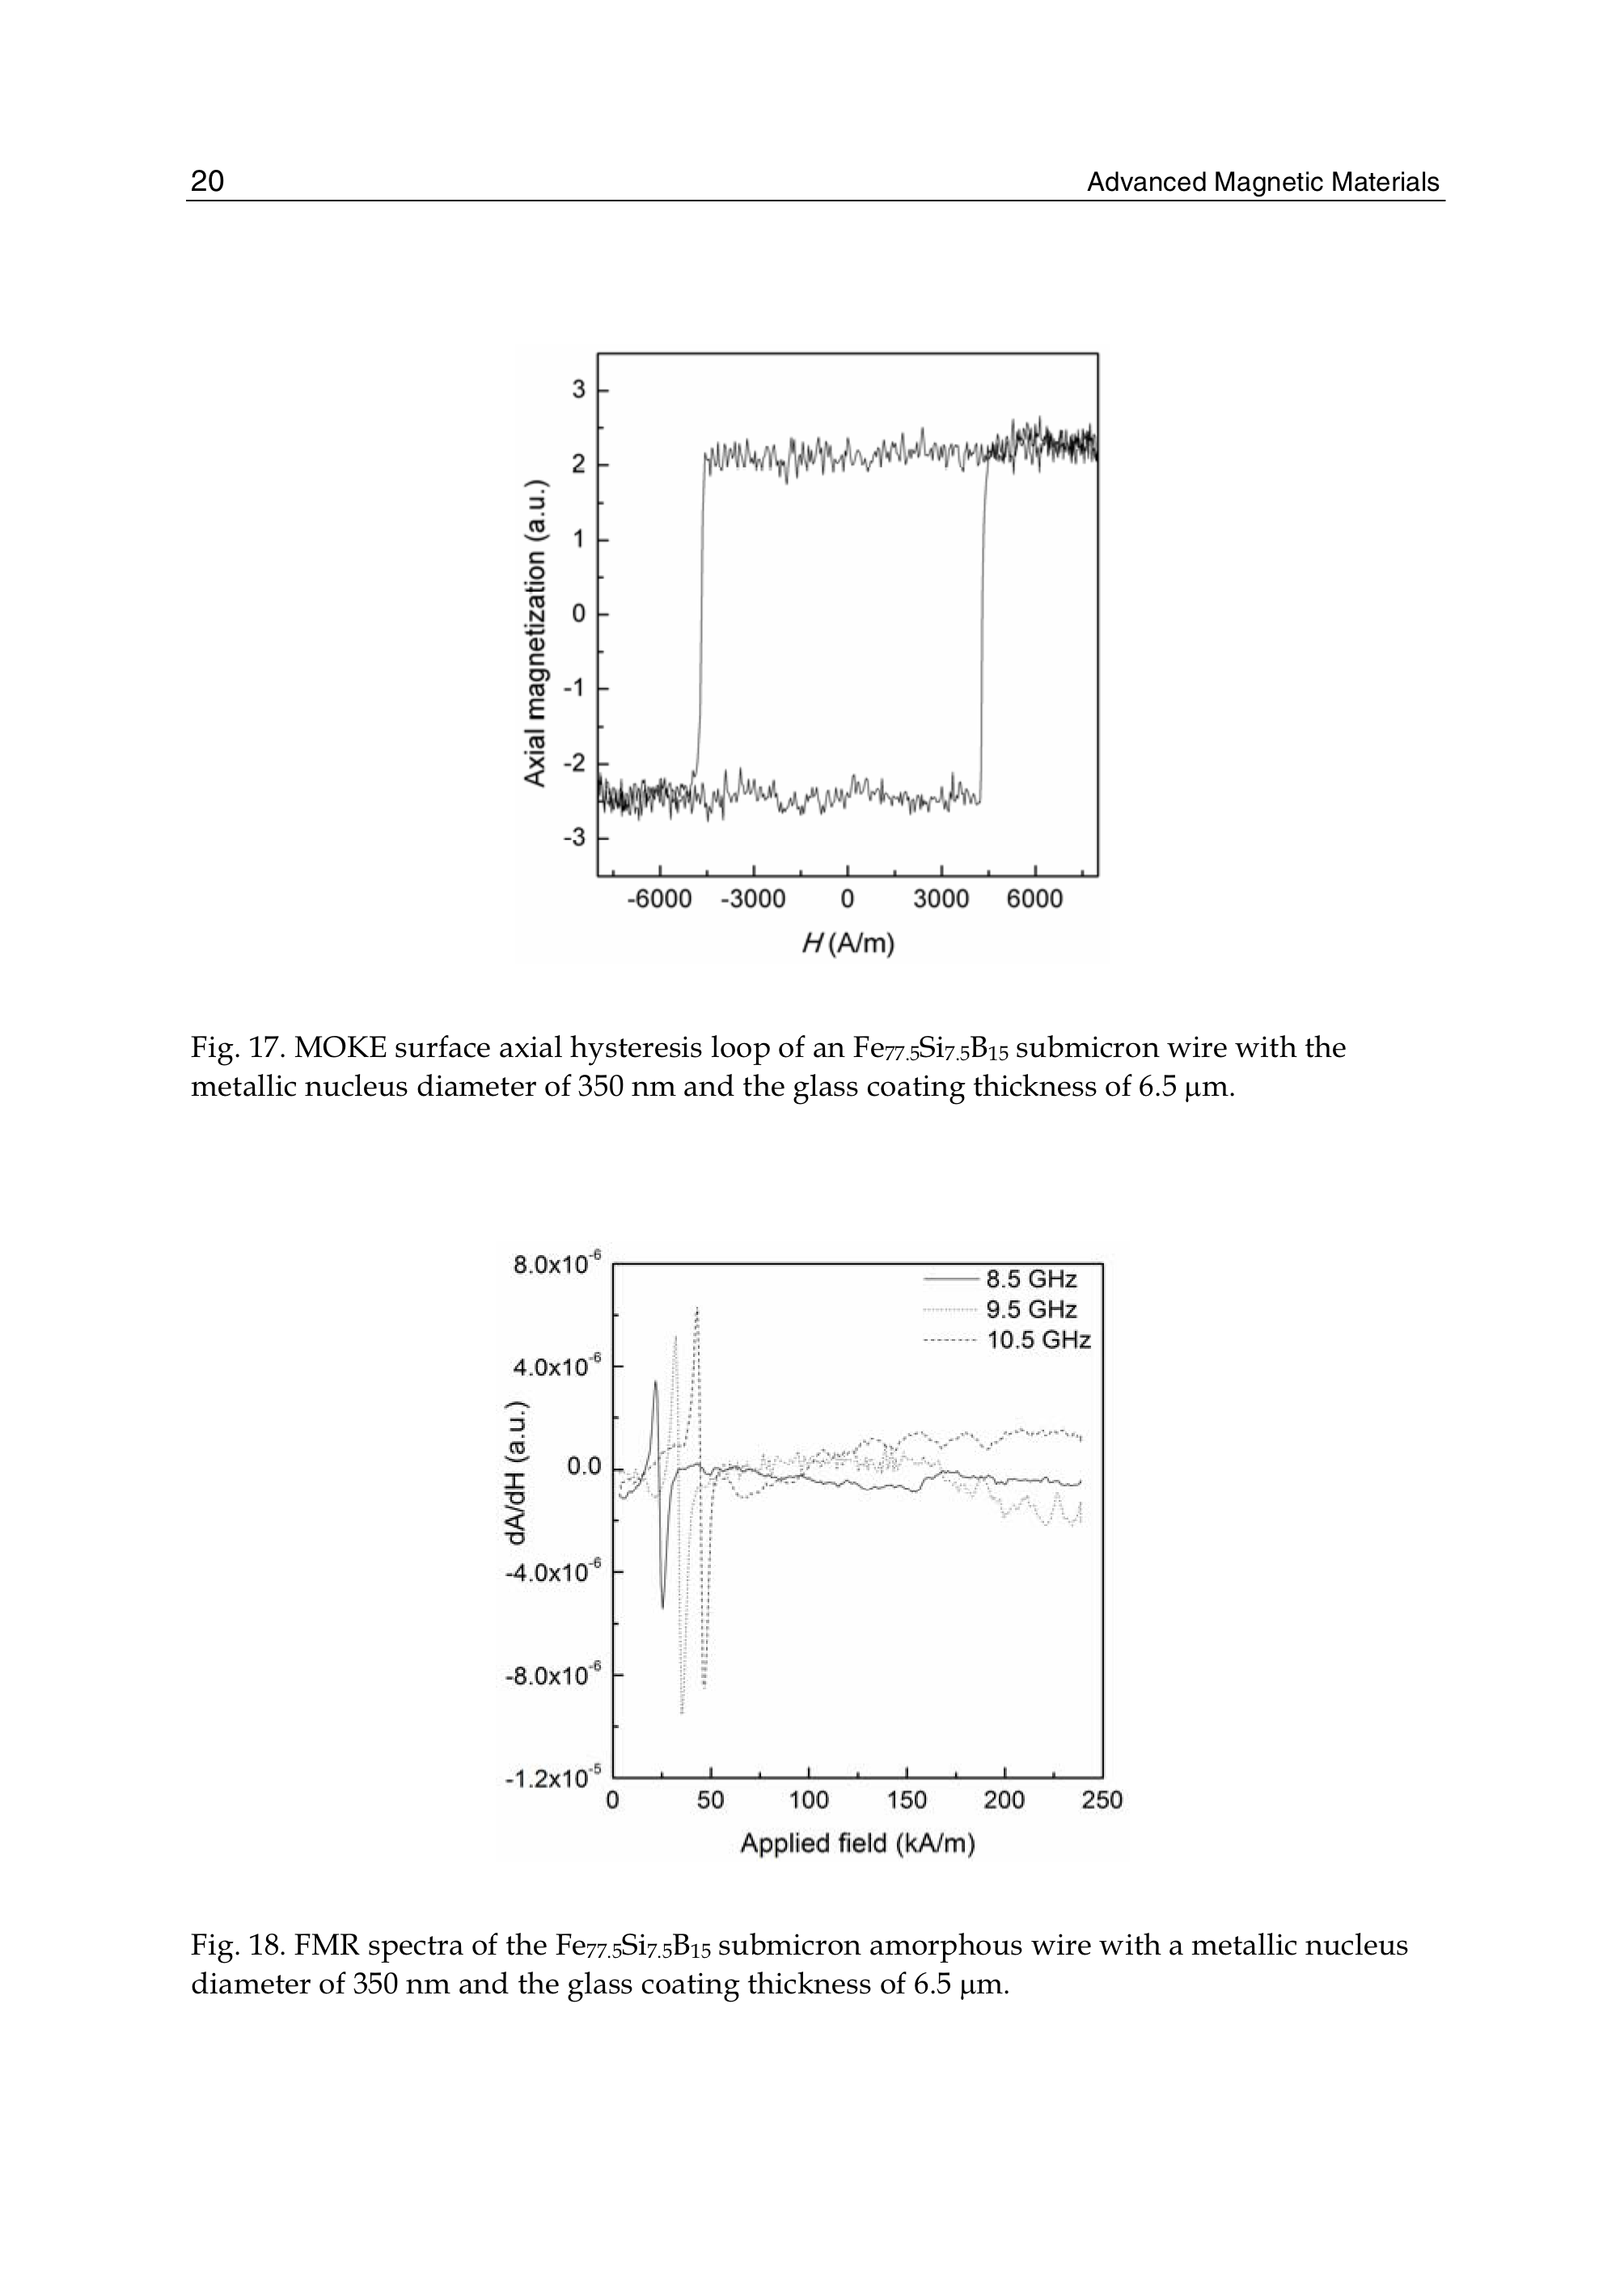 20 Advanced Magnetic Materials
3
2
1
0
-1
-2
-3
Axial magnetization (a.u.)
-6000 -3000 0 3000 6000
H (A/m)
Fig. 17. MOKE surface axial hysteresis loop of an Fe77.5Si7.5B15 submicron wire with the
metallic nucleus diameter of 350 nm and the glass coating thickness of 6.5 μm.
8.0x10-6
4.0x10-6
0.0
-4.0x10-6
-8.0x10-6
-1.2x10-5
dA/dH (a.u.)
8.5 GHz
9.5 GHz
10.5 GHz
0 50 100 150 200 250
Applied field (kA/m)
Fig. 18. FMR spectra of the Fe77.5Si7.5B15 submicron amorphous wire with a metallic nucleus
diameter of 350 nm and the glass coating thickness of 6.5 μm.